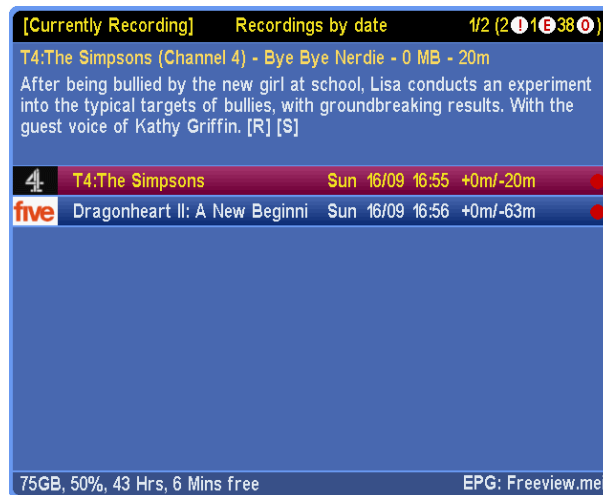 [Currently Recording] Recordings by date 1/2 (2!1E38O)
T4:The Simpsons (Channel 4) - Bye Bye Nerdie - 0 MB - 20m
After being bullied by the new girl at school, Lisa conducts an experiment
into the typical targets of bullies, with groundbreaking results. With the
guest voice of Kathy Griffin. [R] [S]
4 T4:The Simpsons Sun 16/09 16:55 +0m/-20m
five Dragonheart II: A New Beginni Sun 16/09 16:56 +0m/-63m
75GB, 50%, 43 Hrs, 6 Mins free EPG: Freeview.me